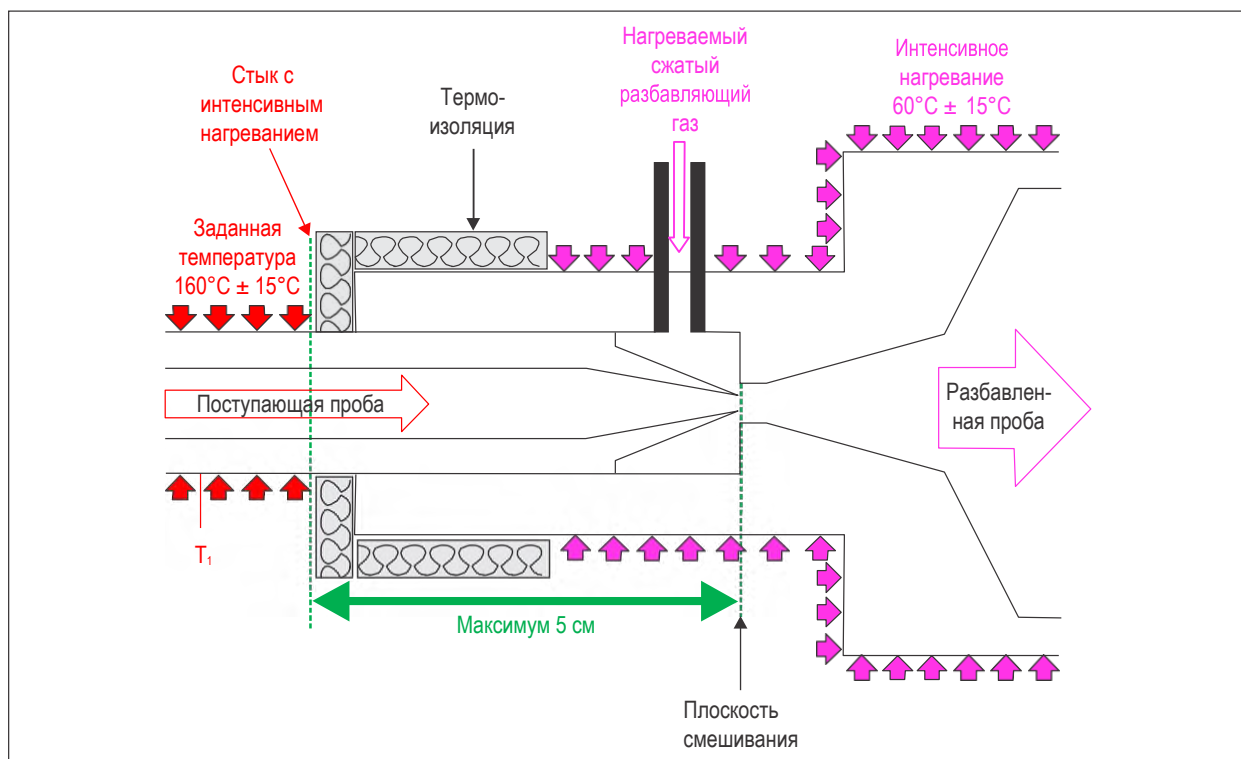 Нагреваемый
сжатый
разбавляющий
газ
Интенсивное
нагревание
60°C ± 15°C
Стык с
интенсивным
нагреванием
Термо-
изоляция
Заданная
температура
160°C ± 15°C
Поступающая проба
Разбавлен-
ная проба
T1
Максимум 5 см
Плоскость
смешивания